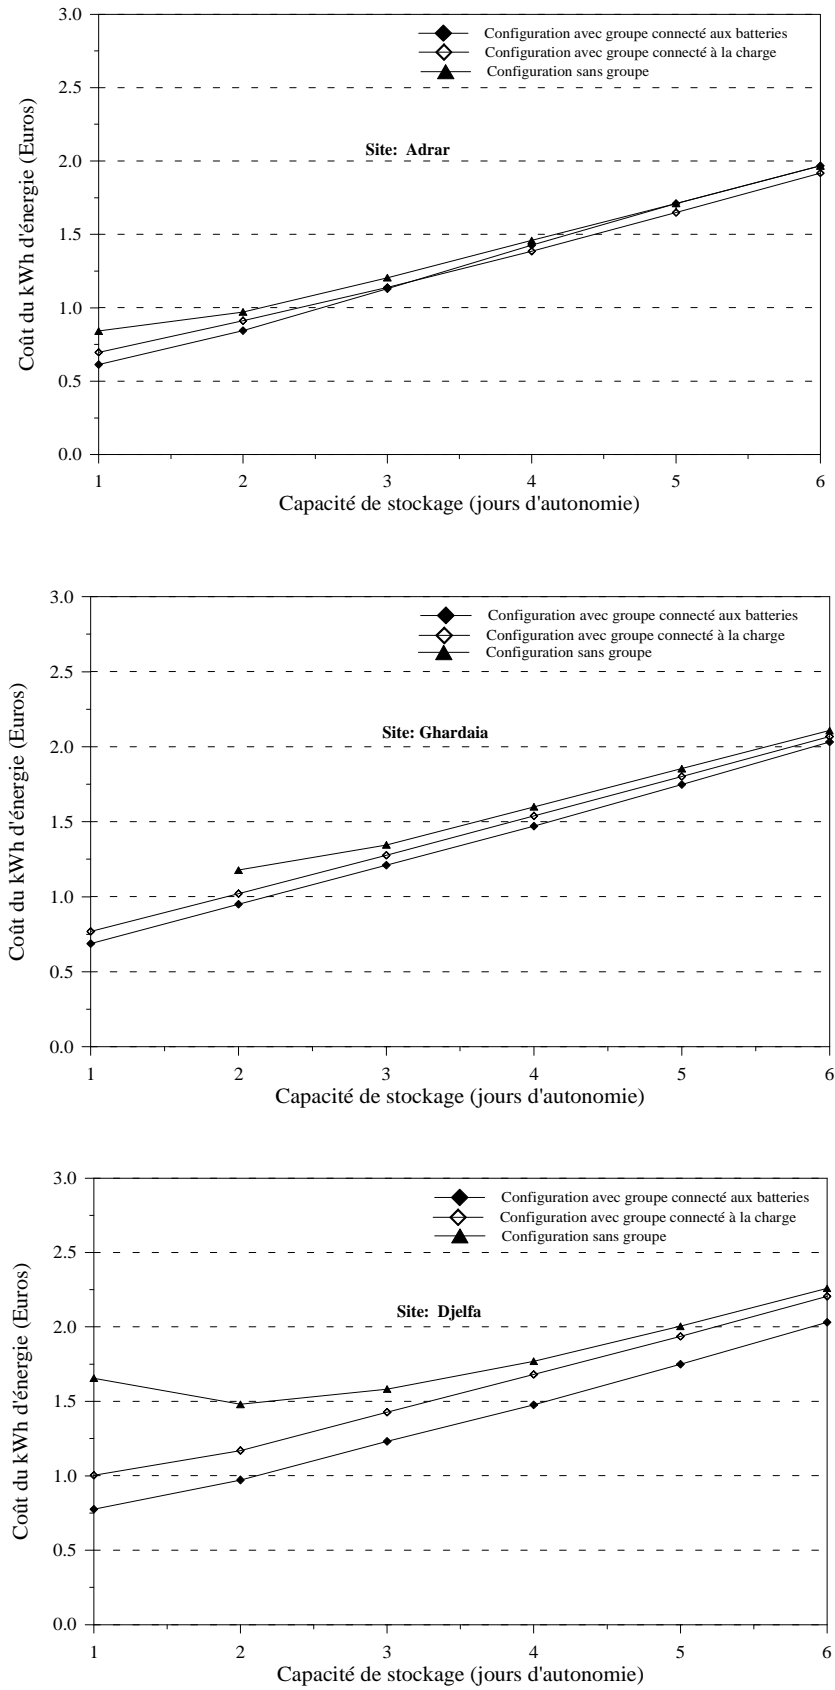 3.0
Configuration avec groupe connecté aux batteries
Configuration avec groupe connecté à la charge
Configuration sans groupe
2.5
Site: Adrar
2.0
1.5
1.0
0.5
0.0
Coût du kWh d'énergie (Euros)
1 2 3 4 5 6
Capacité de stockage (jours d'autonomie)
3.0
Configuration avec groupe connecté aux batteries
Configuration avec groupe connecté à la charge
Configuration sans groupe
2.5
Site: Ghardaia
2.0
1.5
1.0
0.5
0.0
Coût du kWh d'énergie (Euros)
1 2 3 4 5 6
Capacité de stockage (jours d'autonomie)
3.0
Configuration avec groupe connecté aux batteries
Configuration avec groupe connecté à la charge
Configuration sans groupe
2.5
Site: Djelfa
2.0
1.5
1.0
0.5
0.0
Coût du kWh d'énergie (Euros)
1 2 3 4 5 6
Capacité de stockage (jours d'autonomie)